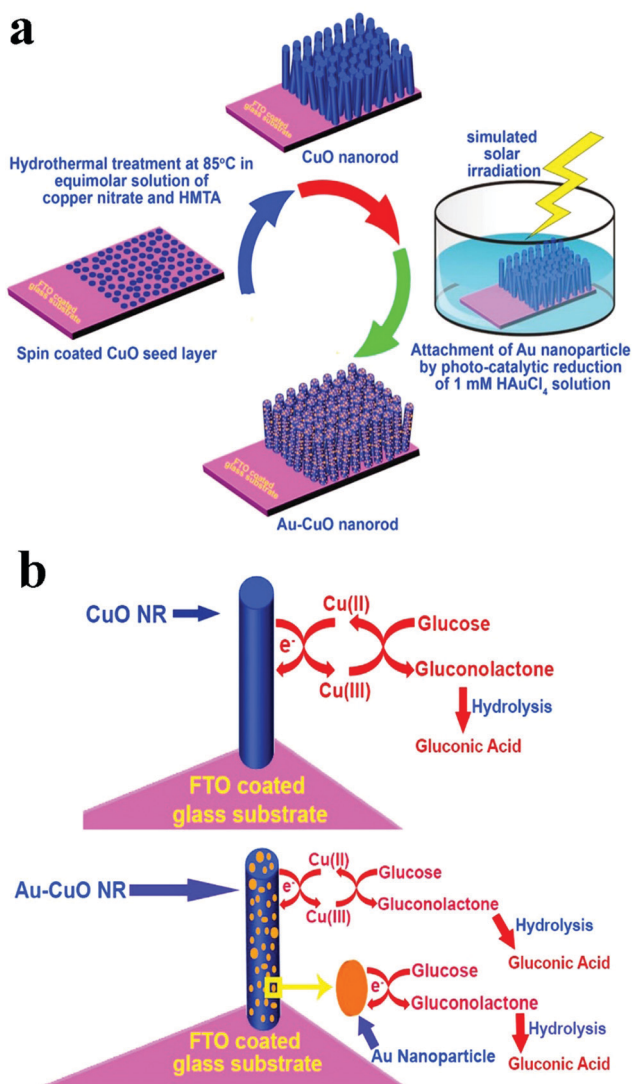 a
FTO coated
glass substrate
CuO nanorod
Hydrothermal treatment at 85°C in
equimolar solution of
copper nitrate and HMTA
simulated
solar
irradiation
FTO coated
glass substrate
Spin coated CuO seed layer
Attachment of Au nanoparticle
by photo-catalytic reduction
of 1 mM HAuCl4 solution
FTO coated
glass substrate
Au-CuO nanorod
b
CuO NR
Cu(II)
Glucose
e-
Gluconolactone
Cu(III)
Hydrolysis
Gluconic Acid
FTO coated
glass substrate
Au-CuO NR
Cu(II)
Glucose
e-
Gluconolactone
Cu(III)
Hydrolysis
Gluconic Acid
Glucose
e-
Gluconolactone
Hydrolysis
Au Nanoparticle
Gluconic Acid
FTO coated
glass substrate